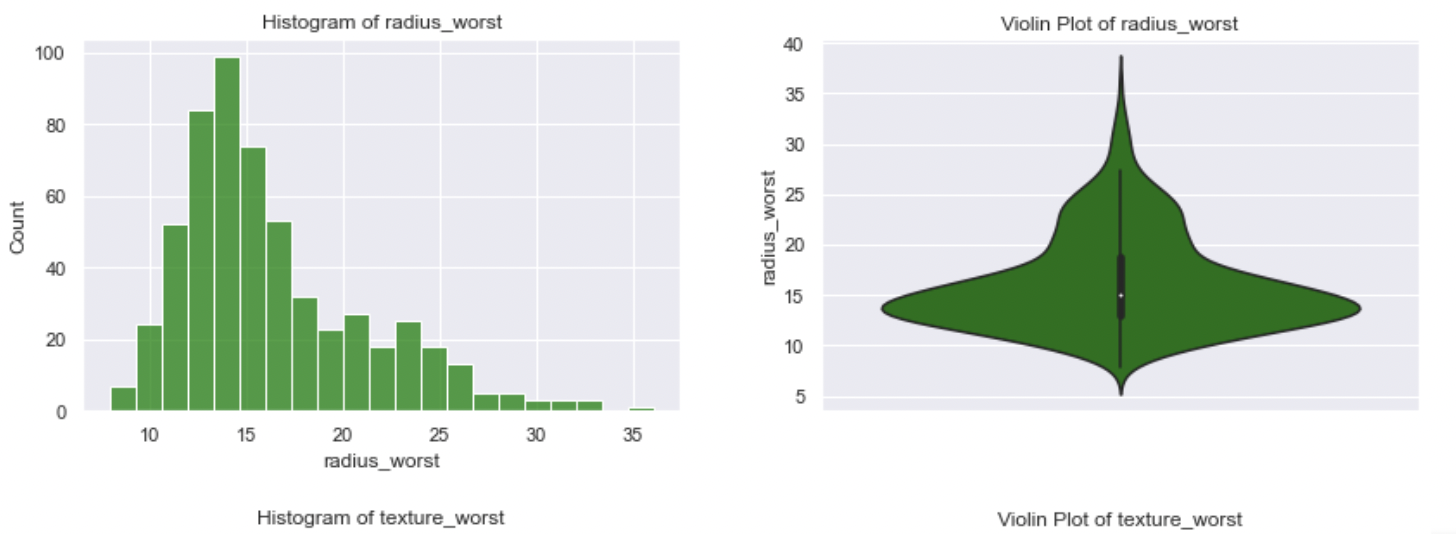 Histogram of radius_worst
100
80
60
40
20
0
Count
10 15 20 25 30 35
radius_worst
Violin Plot of radius_worst
40
35
30
25
20
15
10
5
radius_worst
Histogram of texture_worst
Violin Plot of texture_worst